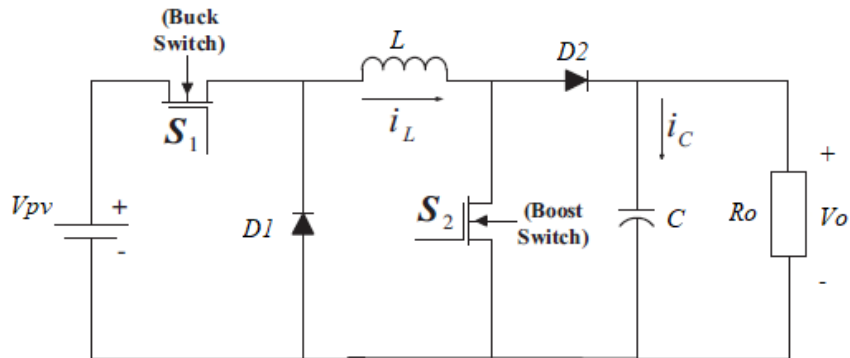 (Buck
Switch)
L
D2
S1
iL
iC
Vpv
+
-
D1
S2
(Boost
Switch)
C
Ro
+
Vo
-